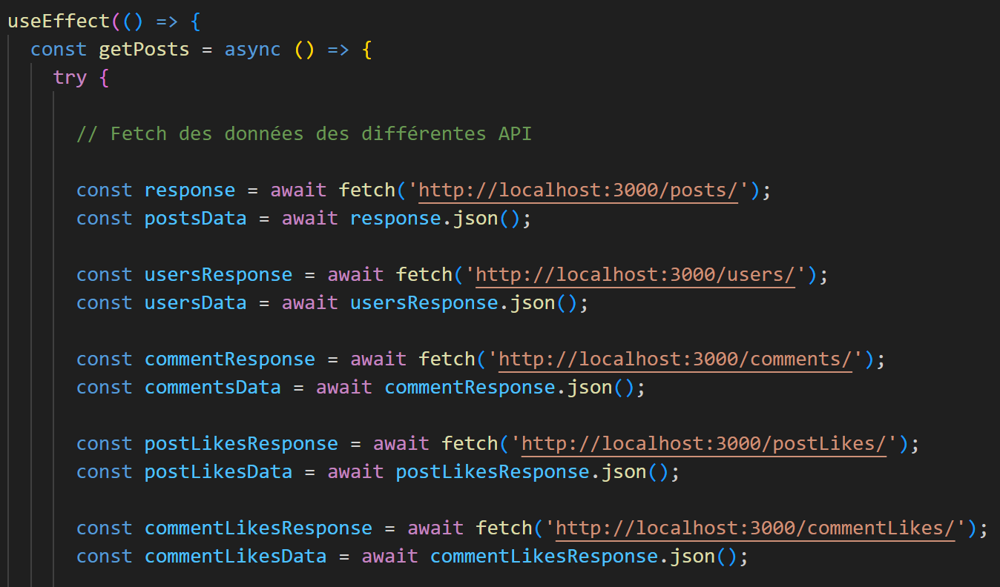 useEffect(() => {
const getPosts = async () => {
try {
// Fetch des données des différentes API
const response = await fetch('http://localhost:3000/posts/');
const postsData = await response.json();
const usersResponse = await fetch('http://localhost:3000/users/');
const usersData = await usersResponse.json();
const commentResponse = await fetch('http://localhost:3000/comments/');
const commentsData = await commentResponse.json();
const postLikesResponse = await fetch('http://localhost:3000/postLikes/');
const postLikesData = await postLikesResponse.json();
const commentLikesResponse = await fetch('http://localhost:3000/commentLikes/');
const commentLikesData = await commentLikesResponse.json();